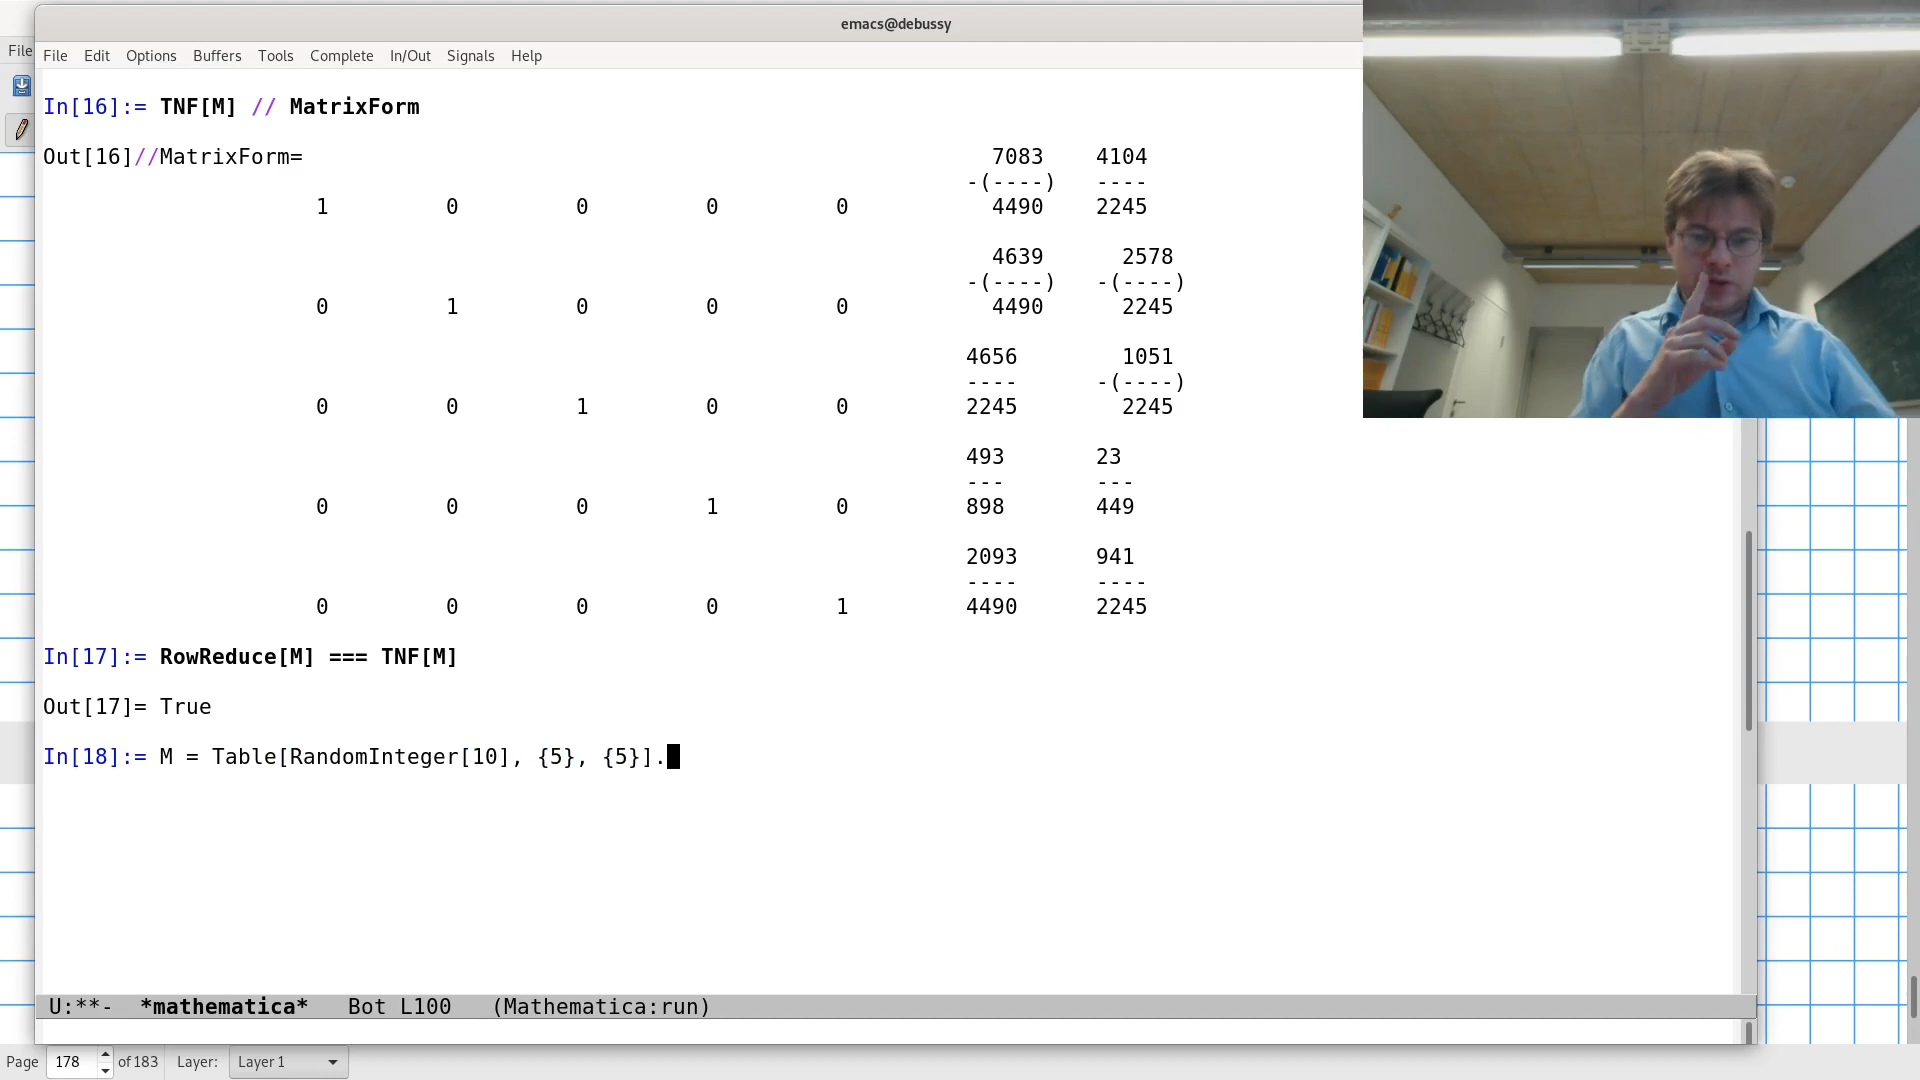 emacs@debussy
File
File Edit Options Buffers Tools Complete In/Out Signals Help
In[16]:= TNF[M] // MatrixForm
Out[16]//MatrixForm=
7083 4104
-(----) ----
1 0 0 0 0 4490 2245
4639 2578
-(----) -(----)
0 1 0 0 0 4490 2245
4656 1051
---- -(----)
0 0 1 0 0 2245 2245
493 23
--- ---
0 0 0 1 0 898 449
2093 941
---- ----
0 0 0 0 1 4490 2245
In[17]:= RowReduce[M] === TNF[M]
Out[17]= True
In[18]:= M = Table[RandomInteger[10], {5}, {5}].
U:**- *mathematica* Bot L100 (Mathematica:run)
Page 178 of 183 Layer: Layer 1